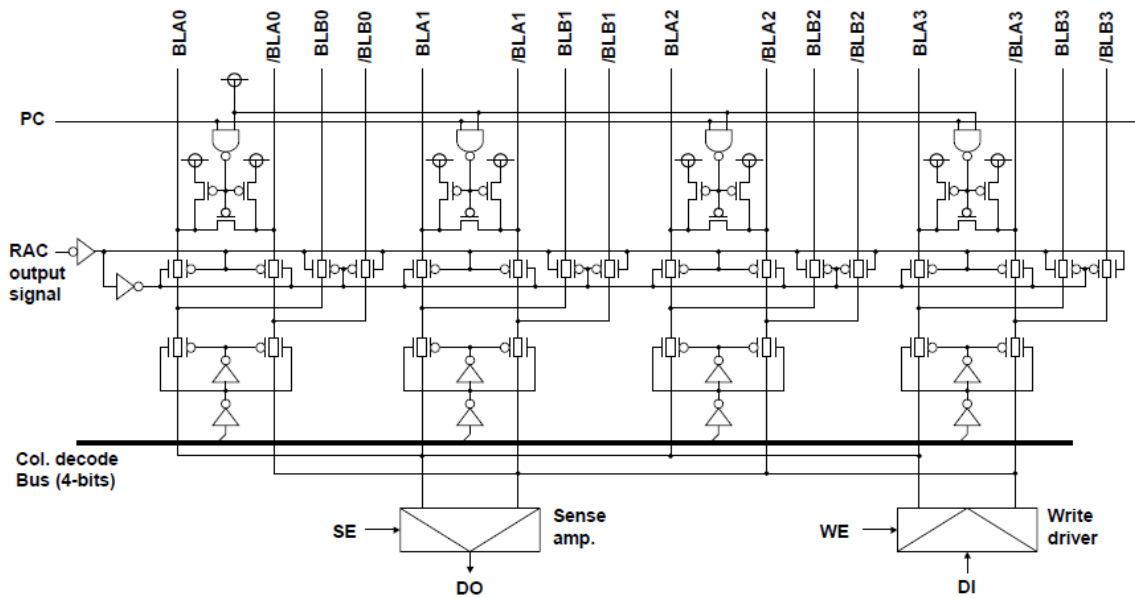 BLA0
/BLA0
BLB0
/BLB0
BLA1
/BLA1
BLB1
/BLB1
BLA2
/BLA2
BLB2
/BLB2
BLA3
/BLA3
BLB3
/BLB3
PC
RAC
output
signal
Col. decode
Bus (4-bits)
SE
Sense
amp.
DO
WE
Write
driver
DI